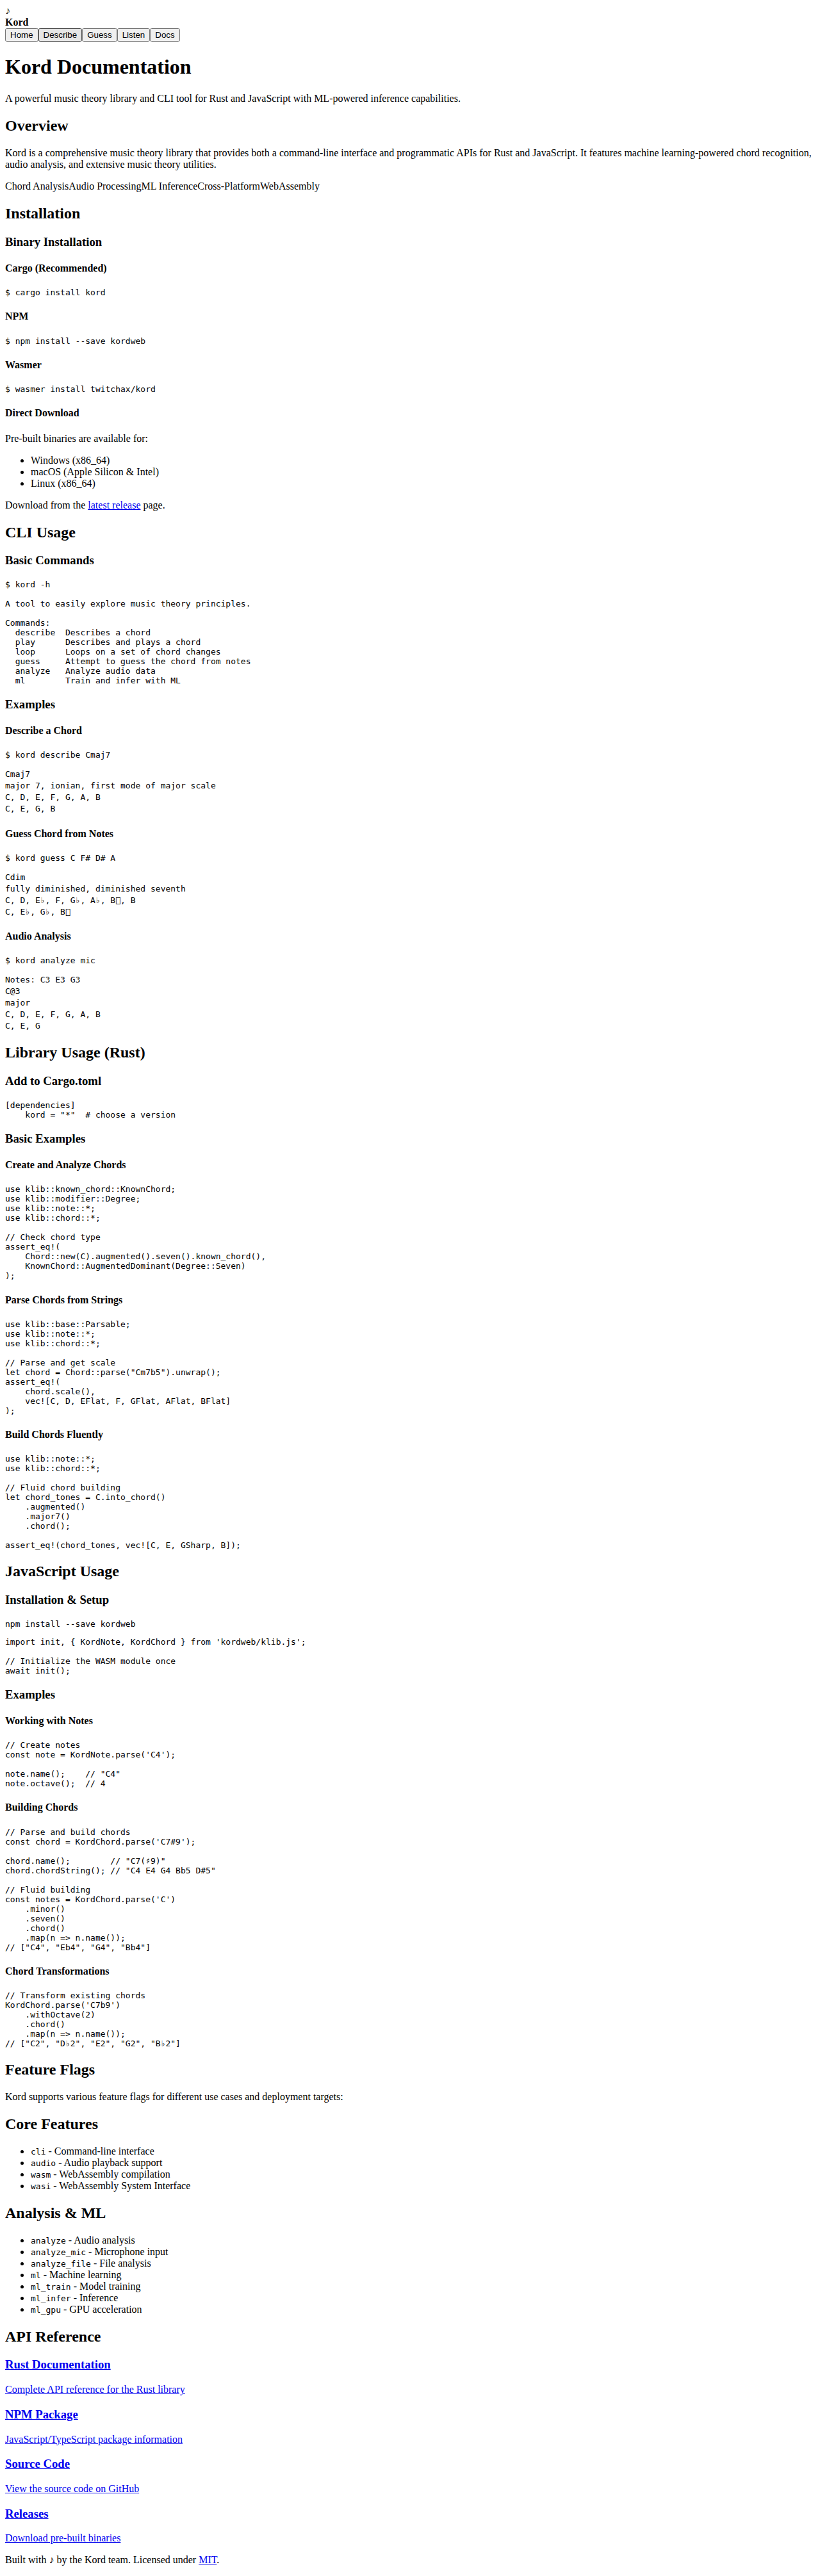 ♪
Kord
Home Describe Guess Listen Docs
Kord Documentation
A powerful music theory library and CLI tool for Rust and JavaScript with ML-powered inference capabilities.
Overview
Kord is a comprehensive music theory library that provides both a command-line interface and programmatic APIs for Rust and JavaScript. It features machine learning-powered chord recognition,
audio analysis, and extensive music theory utilities.
Chord AnalysisAudio ProcessingML InferenceCross-PlatformWebAssembly
Installation
Binary Installation
Cargo (Recommended)
$ cargo install kord
NPM
$ npm install --save kordweb
Wasmer
$ wasmer install twitchax/kord
Direct Download
Pre-built binaries are available for:
• Windows (x86_64)
• macOS (Apple Silicon & Intel)
• Linux (x86_64)
Download from the latest release page.
CLI Usage
Basic Commands
$ kord -h
A tool to easily explore music theory principles.
Commands:
  describe  Describes a chord
  play      Describes and plays a chord
  loop      Loops on a set of chord changes
  guess     Attempt to guess the chord from notes
  analyze   Analyze audio data
  ml        Train and infer with ML
Examples
Describe a Chord
$ kord describe Cmaj7
Cmaj7
major 7, ionian, first mode of major scale
C, D, E, F, G, A, B
C, E, G, B
Guess Chord from Notes
$ kord guess C F# D# A
Cdim
fully diminished, diminished seventh
C, D, E♭, F, G♭, A♭, B, B
C, E♭, G♭, B
Audio Analysis
$ kord analyze mic
Notes: C3 E3 G3
C@3
major
C, D, E, F, G, A, B
C, E, G
Library Usage (Rust)
Add to Cargo.toml
[dependencies]
    kord = "*"  # choose a version
Basic Examples
Create and Analyze Chords
use klib::known_chord::KnownChord;
use klib::modifier::Degree;
use klib::note::*;
use klib::chord::*;
// Check chord type
assert_eq!(
    Chord::new(C).augmented().seven().known_chord(),
    KnownChord::AugmentedDominant(Degree::Seven)
);
Parse Chords from Strings
use klib::base::Parsable;
use klib::note::*;
use klib::chord::*;
// Parse and get scale
let chord = Chord::parse("Cm7b5").unwrap();
assert_eq!(
    chord.scale(),
    vec![C, D, EFlat, F, GFlat, AFlat, BFlat]
);
Build Chords Fluently
use klib::note::*;
use klib::chord::*;
// Fluid chord building
let chord_tones = C.into_chord()
    .augmented()
    .major7()
    .chord();
assert_eq!(chord_tones, vec![C, E, GSharp, B]);
JavaScript Usage
Installation & Setup
npm install --save kordweb
import init, { KordNote, KordChord } from 'kordweb/klib.js';
// Initialize the WASM module once
await init();
Examples
Working with Notes
// Create notes
const note = KordNote.parse('C4');
note.name();    // "C4"
note.octave();  // 4
Building Chords
// Parse and build chords
const chord = KordChord.parse('C7#9');
chord.name();        // "C7(♯9)"
chord.chordString(); // "C4 E4 G4 Bb5 D#5"
// Fluid building
const notes = KordChord.parse('C')
    .minor()
    .seven()
    .chord()
    .map(n => n.name());
// ["C4", "Eb4", "G4", "Bb4"]
Chord Transformations
// Transform existing chords
KordChord.parse('C7b9')
    .withOctave(2)
    .chord()
    .map(n => n.name());
// ["C2", "D♭2", "E2", "G2", "B♭2"]
Feature Flags
Kord supports various feature flags for different use cases and deployment targets:
Core Features
• cli - Command-line interface
• audio - Audio playback support
• wasm - WebAssembly compilation
• wasi - WebAssembly System Interface
Analysis & ML
• analyze - Audio analysis
• analyze_mic - Microphone input
• analyze_file - File analysis
• ml - Machine learning
• ml_train - Model training
• ml_infer - Inference
• ml_gpu - GPU acceleration
API Reference
Rust Documentation
Complete API reference for the Rust library
NPM Package
JavaScript/TypeScript package information
Source Code
View the source code on GitHub
Releases
Download pre-built binaries
Built with ♪ by the Kord team. Licensed under MIT.